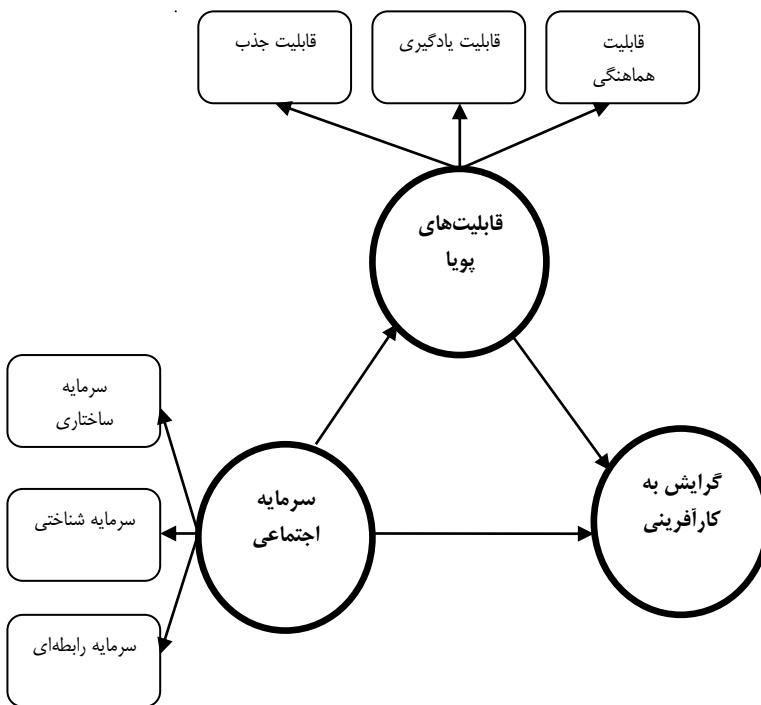 قابلیت جذب
قابلیت یادگیری
قابلیت
هماهنگی
قابلیت‌های
پویا
سرمایه
ساختاری
سرمایه شناختی
سرمایه رابطه‌ای
سرمایه
اجتماعی
گرایش به
کارآفرینی